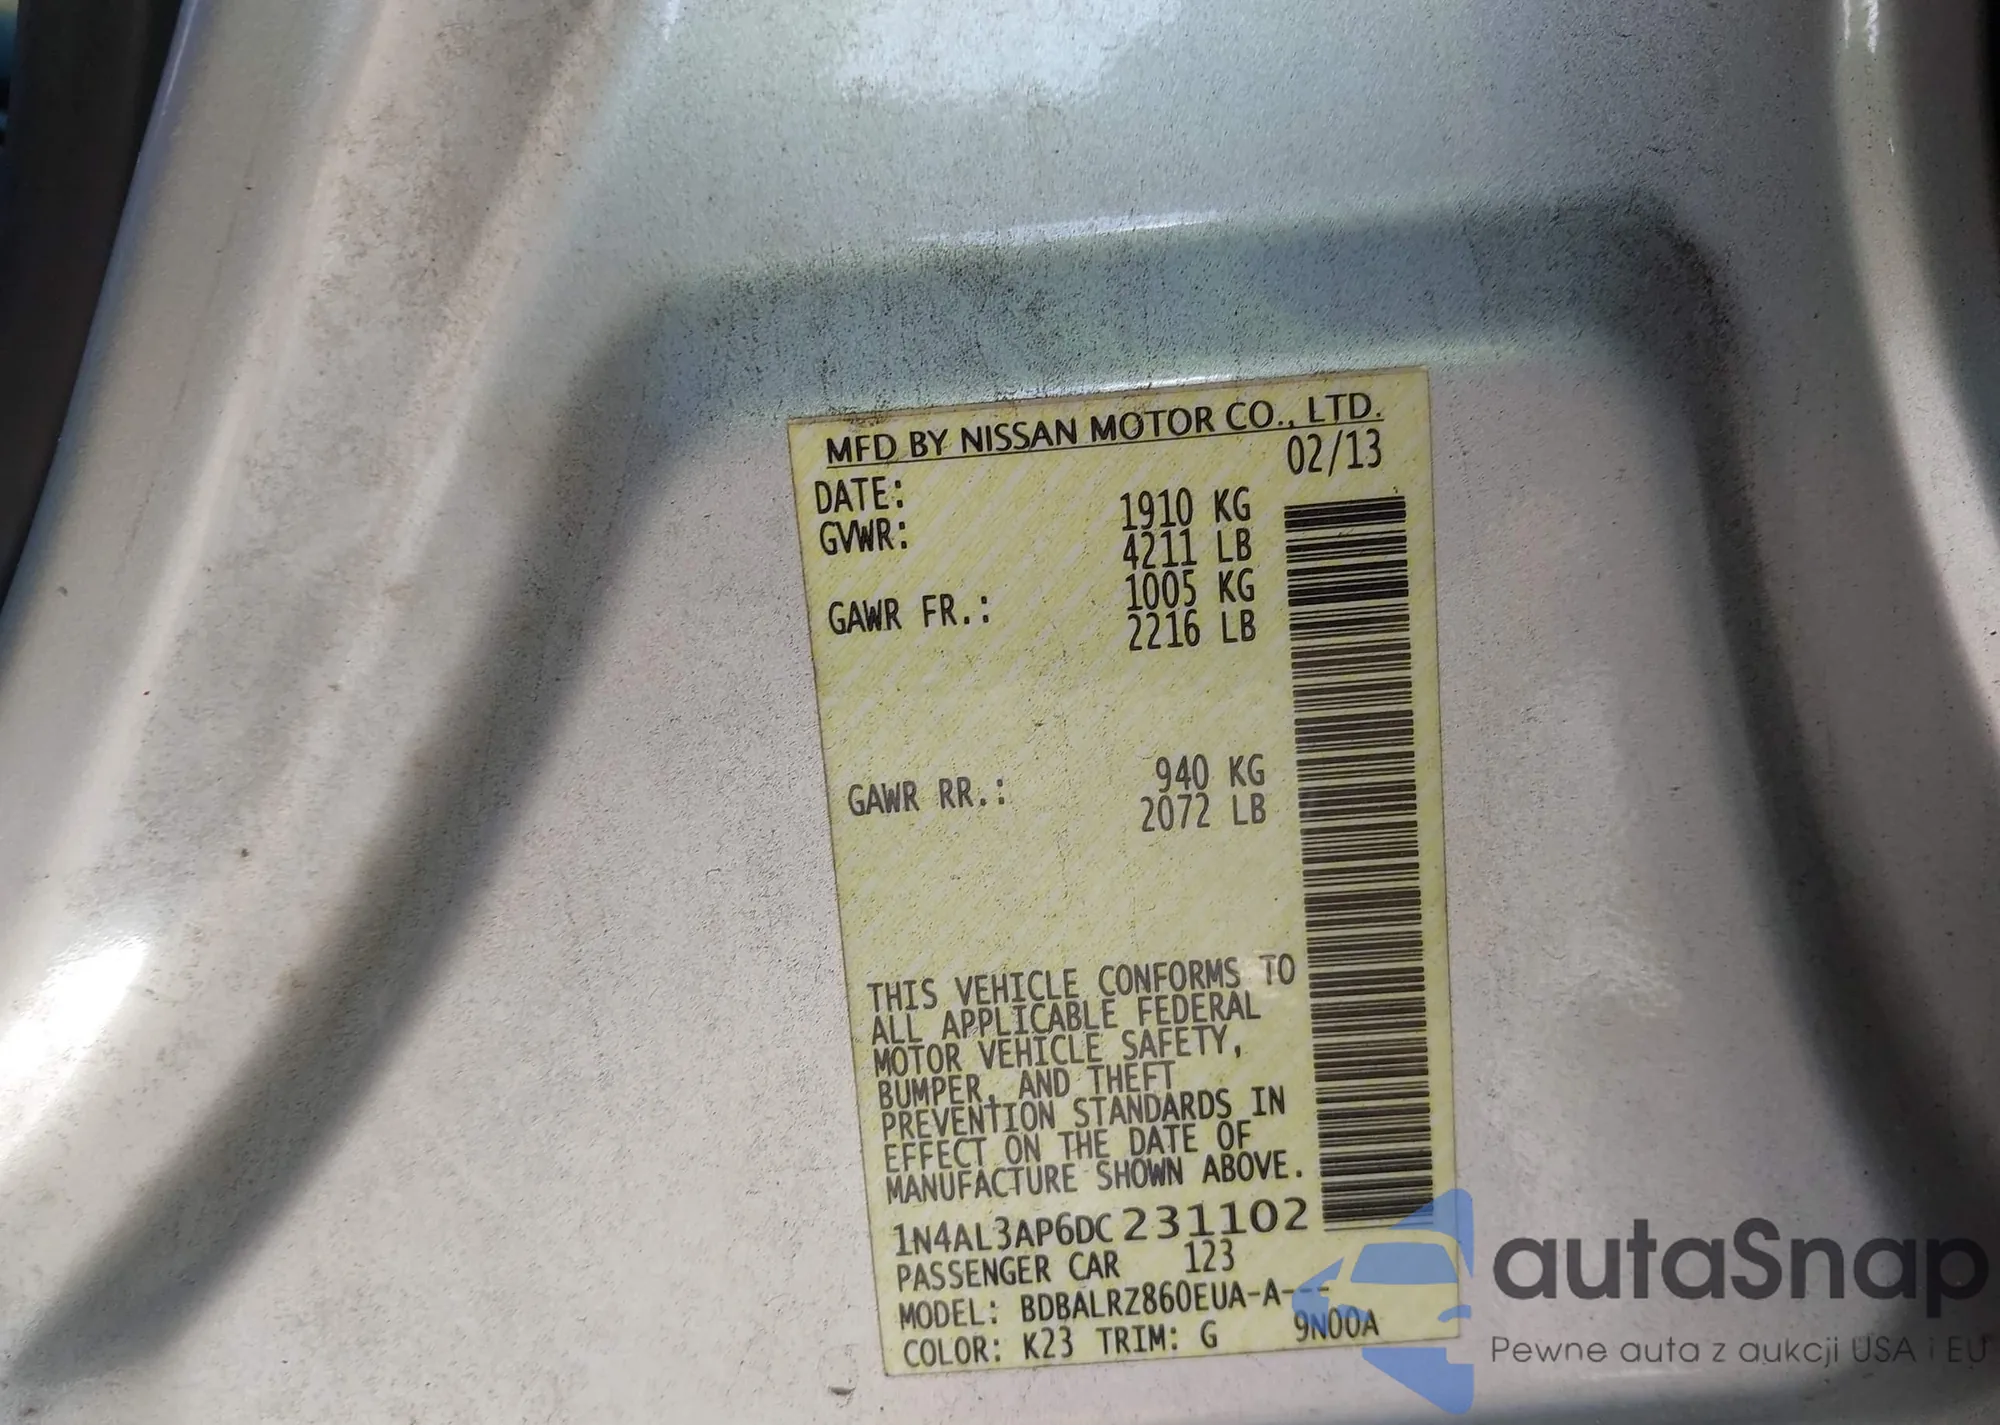 MFD BY NISSAN MOTOR CO., LTD.
DATE: 02/13
GVWR: 1910 KG
4211 LB
GAWR FR.: 1005 KG
2216 LB
GAWR RR.: 940 KG
2072 LB
THIS VEHICLE CONFORMS TO
ALL APPLICABLE FEDERAL
MOTOR VEHICLE SAFETY,
BUMPER, AND THEFT
PREVENTION STANDARDS IN
EFFECT ON THE DATE OF
MANUFACTURE SHOWN ABOVE.
1N4AL3AP6DC231102
PASSENGER CAR 123
MODEL: BDBALRZ860EUA-A---
COLOR: K23 TRIM: G 9N00A
autaSnap
Pewne auta z aukcji USA i EU